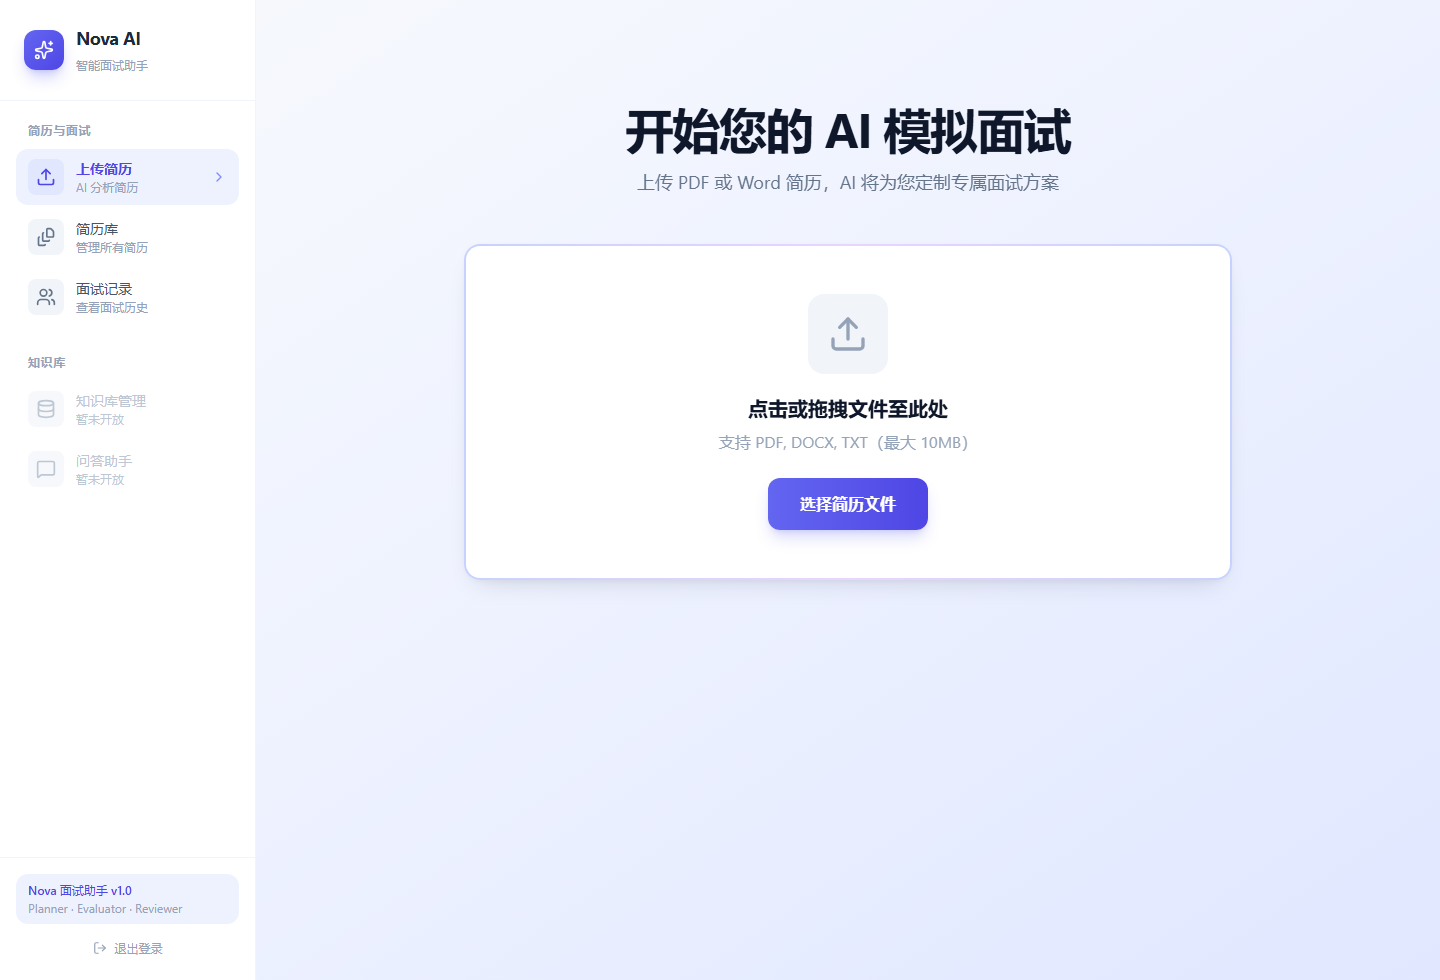 Nova AI
智能面试助手
简历与面试
上传简历
AI 分析简历
简历库
管理所有简历
面试记录
查看面试历史
知识库
知识库管理
暂未开放
问答助手
暂未开放
Nova 面试助手 v1.0
Planner · Evaluator · Reviewer
退出登录
开始您的 AI 模拟面试
上传 PDF 或 Word 简历，AI 将为您定制专属面试方案
点击或拖拽文件至此处
支持 PDF, DOCX, TXT（最大 10MB）
选择简历文件